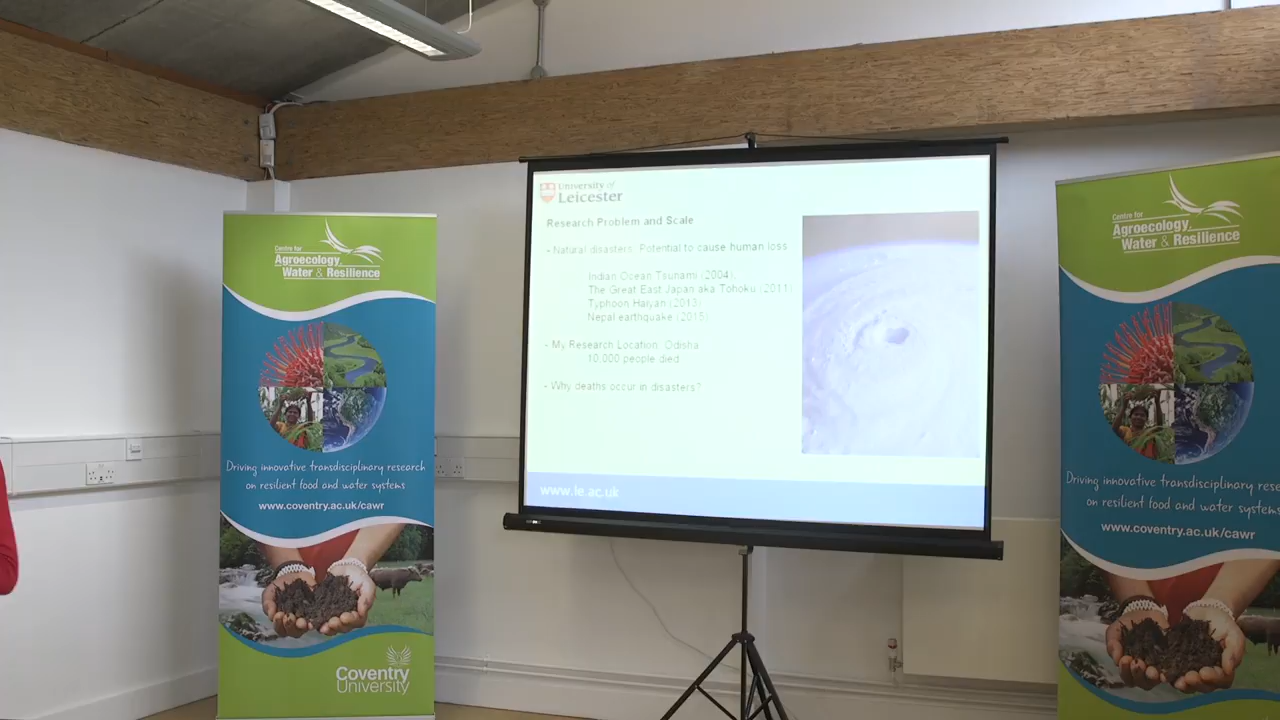 Centre for
Agroecology,
Water & Resilience
Driving innovative transdisciplinary research
on resilient food and water systems
www.coventry.ac.uk/cawr
Coventry
University
University of
Leicester
Research Problem and Scale
- Natural disasters: Potential to cause human loss
Indian Ocean Tsunami (2004),
The Great East Japan aka Tohoku (2011)
Typhoon Haiyan (2013)
Nepal earthquake (2015)
- My Research Location: Odisha
10,000 people died
- Why deaths occur in disasters?
www.le.ac.uk
Centre for
Agroecology,
Water & Resilience
Driving innovative transdisciplinary rese
on resilient food and water systems
www.coventry.ac.uk/cawr